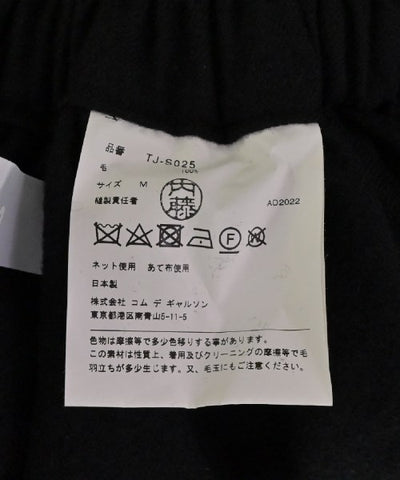 品番 TJ-S025
毛 100%
サイズ M
縫製責任者 内藤 AD2022
ネット使用 あて布使用
日本製
株式会社 コム デ ギャルソン
東京都港区南青山5-11-5
色物は摩擦等で多少色移りする事があります。
この素材は性質上、着用及びクリーニングの摩擦等で毛
羽立ちが多少生じます。又、毛玉にもご注意ください。